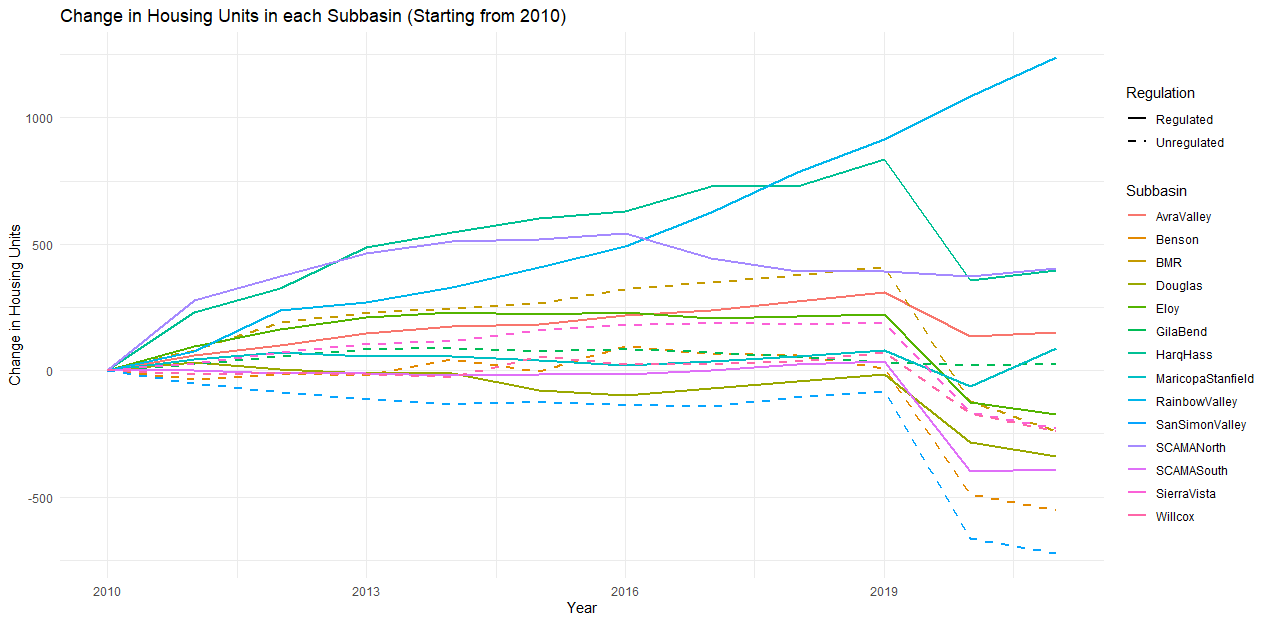 Change in Housing Units in each Subbasin (Starting from 2010)
Change in Housing Units
1000
500
0
-500
2010
2013
2016
2019
Year
Regulation
Regulated
Unregulated
Subbasin
AvraValley
Benson
BMR
Douglas
Eloy
GilaBend
HarqHass
MaricopaStanfield
RainbowValley
SanSimonValley
SCAMANorth
SCAMASouth
SierraVista
Willcox